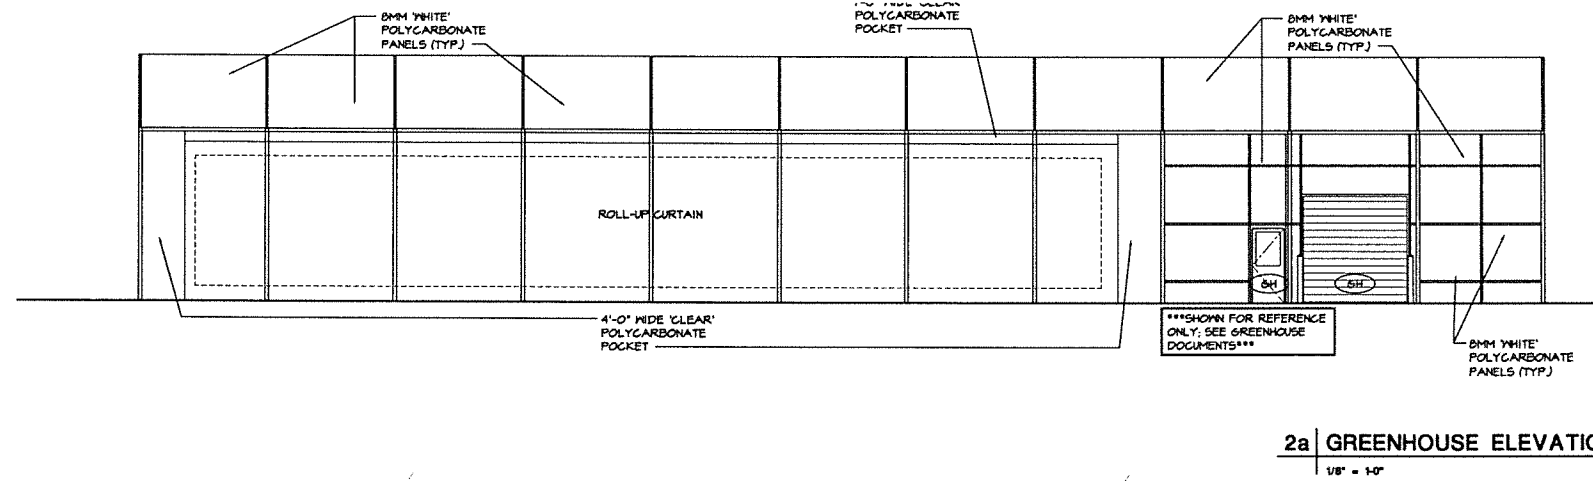 8MM 'WHITE'
POLYCARBONATE
PANELS (TYP.)
POLYCARBONATE
POCKET
8MM 'WHITE'
POLYCARBONATE
PANELS (TYP.)
ROLL-UP CURTAIN
GH
GH
4'-0" WIDE 'CLEAR'
POLYCARBONATE
POCKET
***SHOWN FOR REFERENCE
ONLY; SEE GREENHOUSE
DOCUMENTS***
8MM 'WHITE'
POLYCARBONATE
PANELS (TYP.)
2a GREENHOUSE ELEVATIO
1/8" = 1-0"